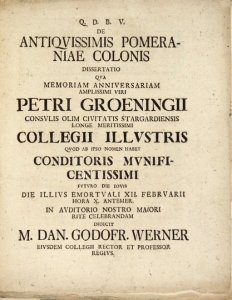 Q. D. B. V.
DE
ANTIQVISSIMIS POMERA-
NIAE COLONIS
DISSERTATIO
QVA
MEMORIAM ANNIVERSARIAM
AMPLISSIMI VIRI
PETRI GROENINGII
CONSVLIS OLIM CIVITATIS STARGARDIENSIS
LONGE MERITISSIMI
COLLEGII ILLVSTRIS
QVOD AB IPSO NOMEN HABET
CONDITORIS MVNIFI-
CENTISSIMI
FVTVRO DIE IOVIS
DIE ILLIVS EMORTVALI XII. FEBRVARII
HORA X. ANTEMER.
IN AVDITORIO NOSTRO MAIORI
RITE CELEBRANDAM
INDICIT
M. DAN. GODOFR. WERNER
EIVSDEM COLLEGII RECTOR ET PROFESSOR
REGIVS.